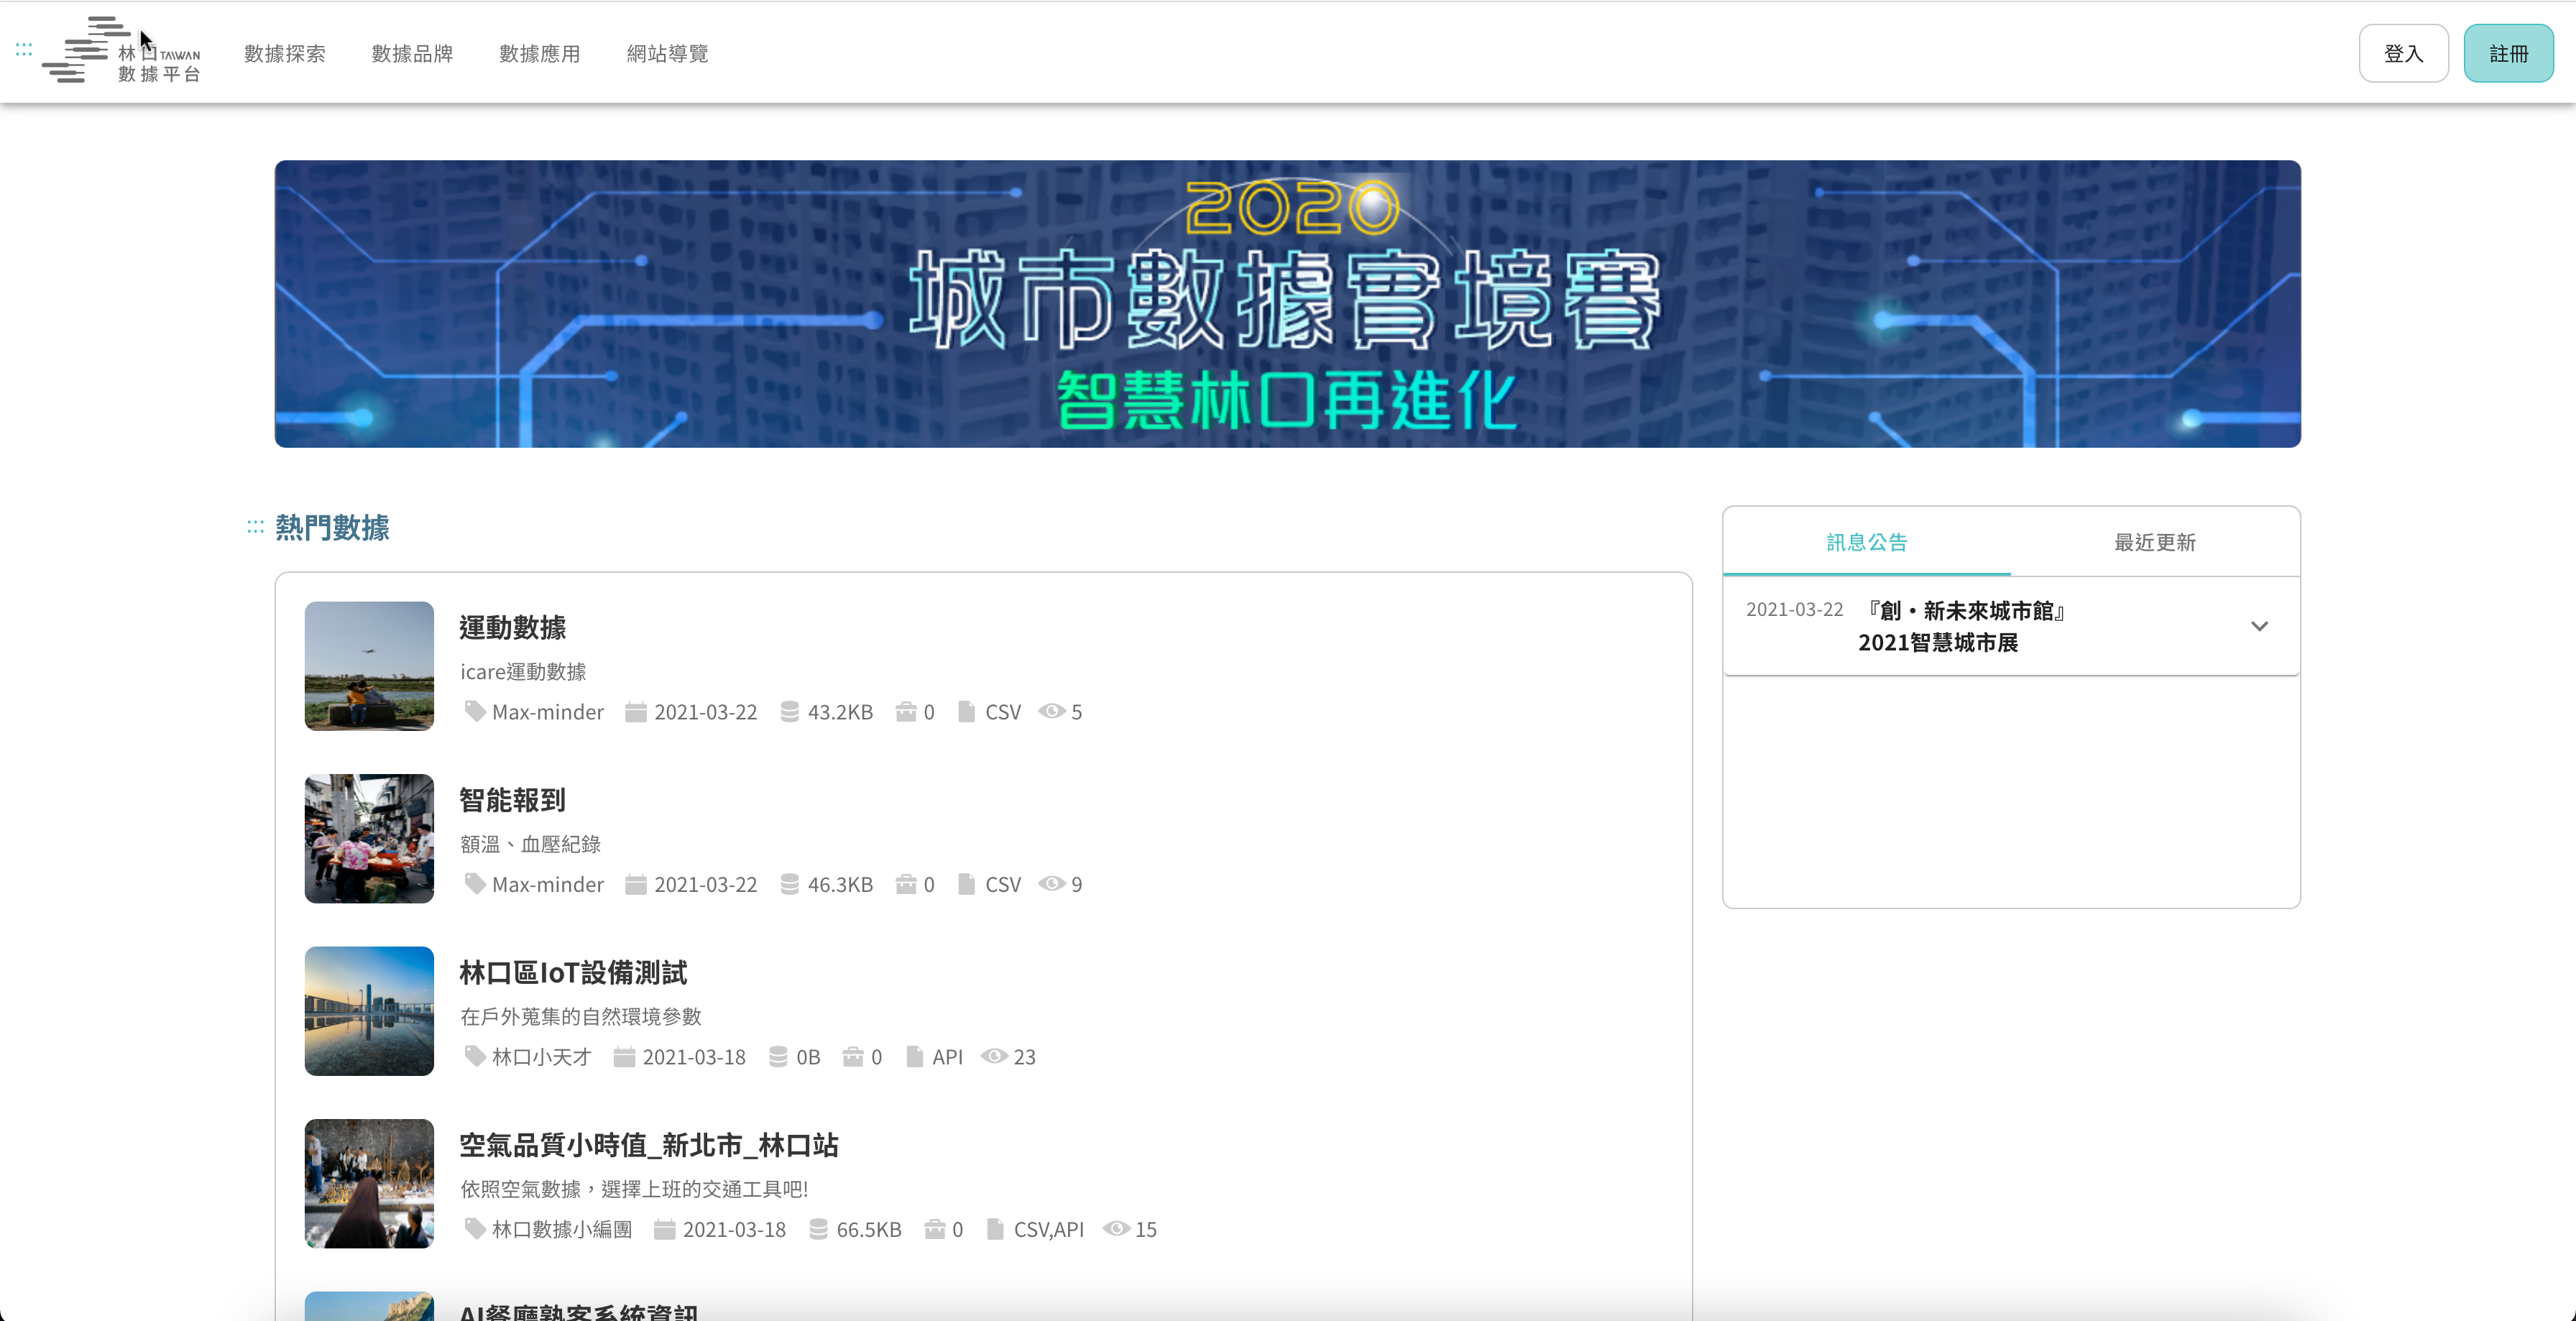 林口TAIWAN
數據平台
數據探索
數據品牌
數據應用
網站導覽
登入
註冊
2020
城市數據實境賽
智慧林口再進化
熱門數據
運動數據
icare運動數據
Max-minder 2021-03-22 43.2KB 0 CSV 5
智能報到
額溫、血壓紀錄
Max-minder 2021-03-22 46.3KB 0 CSV 9
林口區IoT設備測試
在戶外蒐集的自然環境參數
林口小天才 2021-03-18 0B 0 API 23
空氣品質小時值_新北市_林口站
依照空氣數據，選擇上班的交通工具吧!
林口數據小編團 2021-03-18 66.5KB 0 CSV,API 15
AI餐廳熟客系統資訊
訊息公告
最近更新
2021-03-22 『創・新未來城市館』
2021智慧城市展